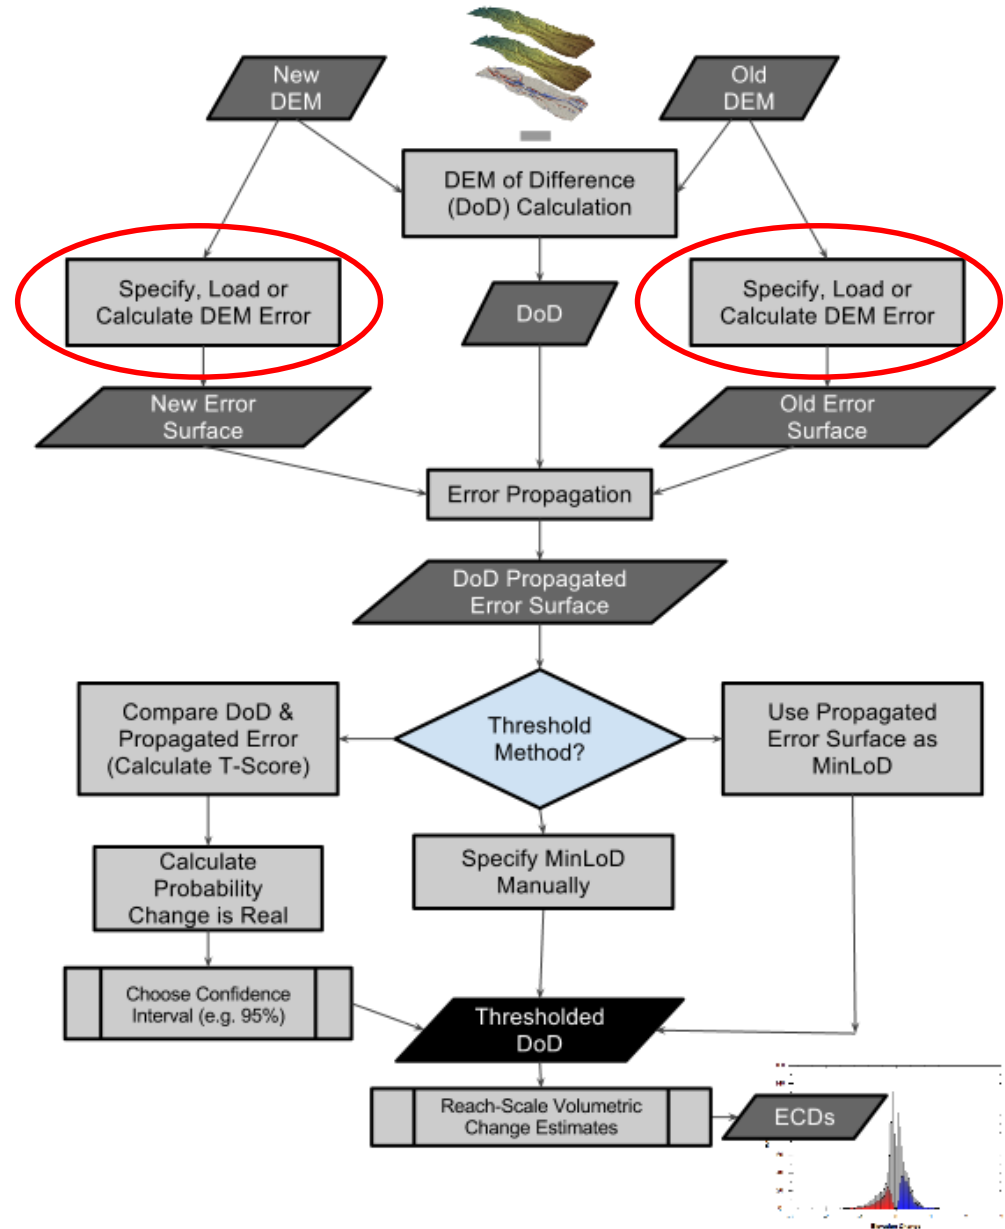 New
DEM
Old
DEM
DEM of Difference
(DoD) Calculation
Specify, Load or
Calculate DEM Error
DoD
Specify, Load or
Calculate DEM Error
New Error
Surface
Old Error
Surface
Error Propagation
DoD Propagated
Error Surface
Compare DoD &
Propagated Error
(Calculate T-Score)
Threshold
Method?
Use Propagated
Error Surface as
MinLoD
Calculate
Probability
Change is Real
Specify MinLoD
Manually
Choose Confidence
Interval (e.g. 95%)
Thresholded
DoD
Reach-Scale Volumetric
Change Estimates
ECDs